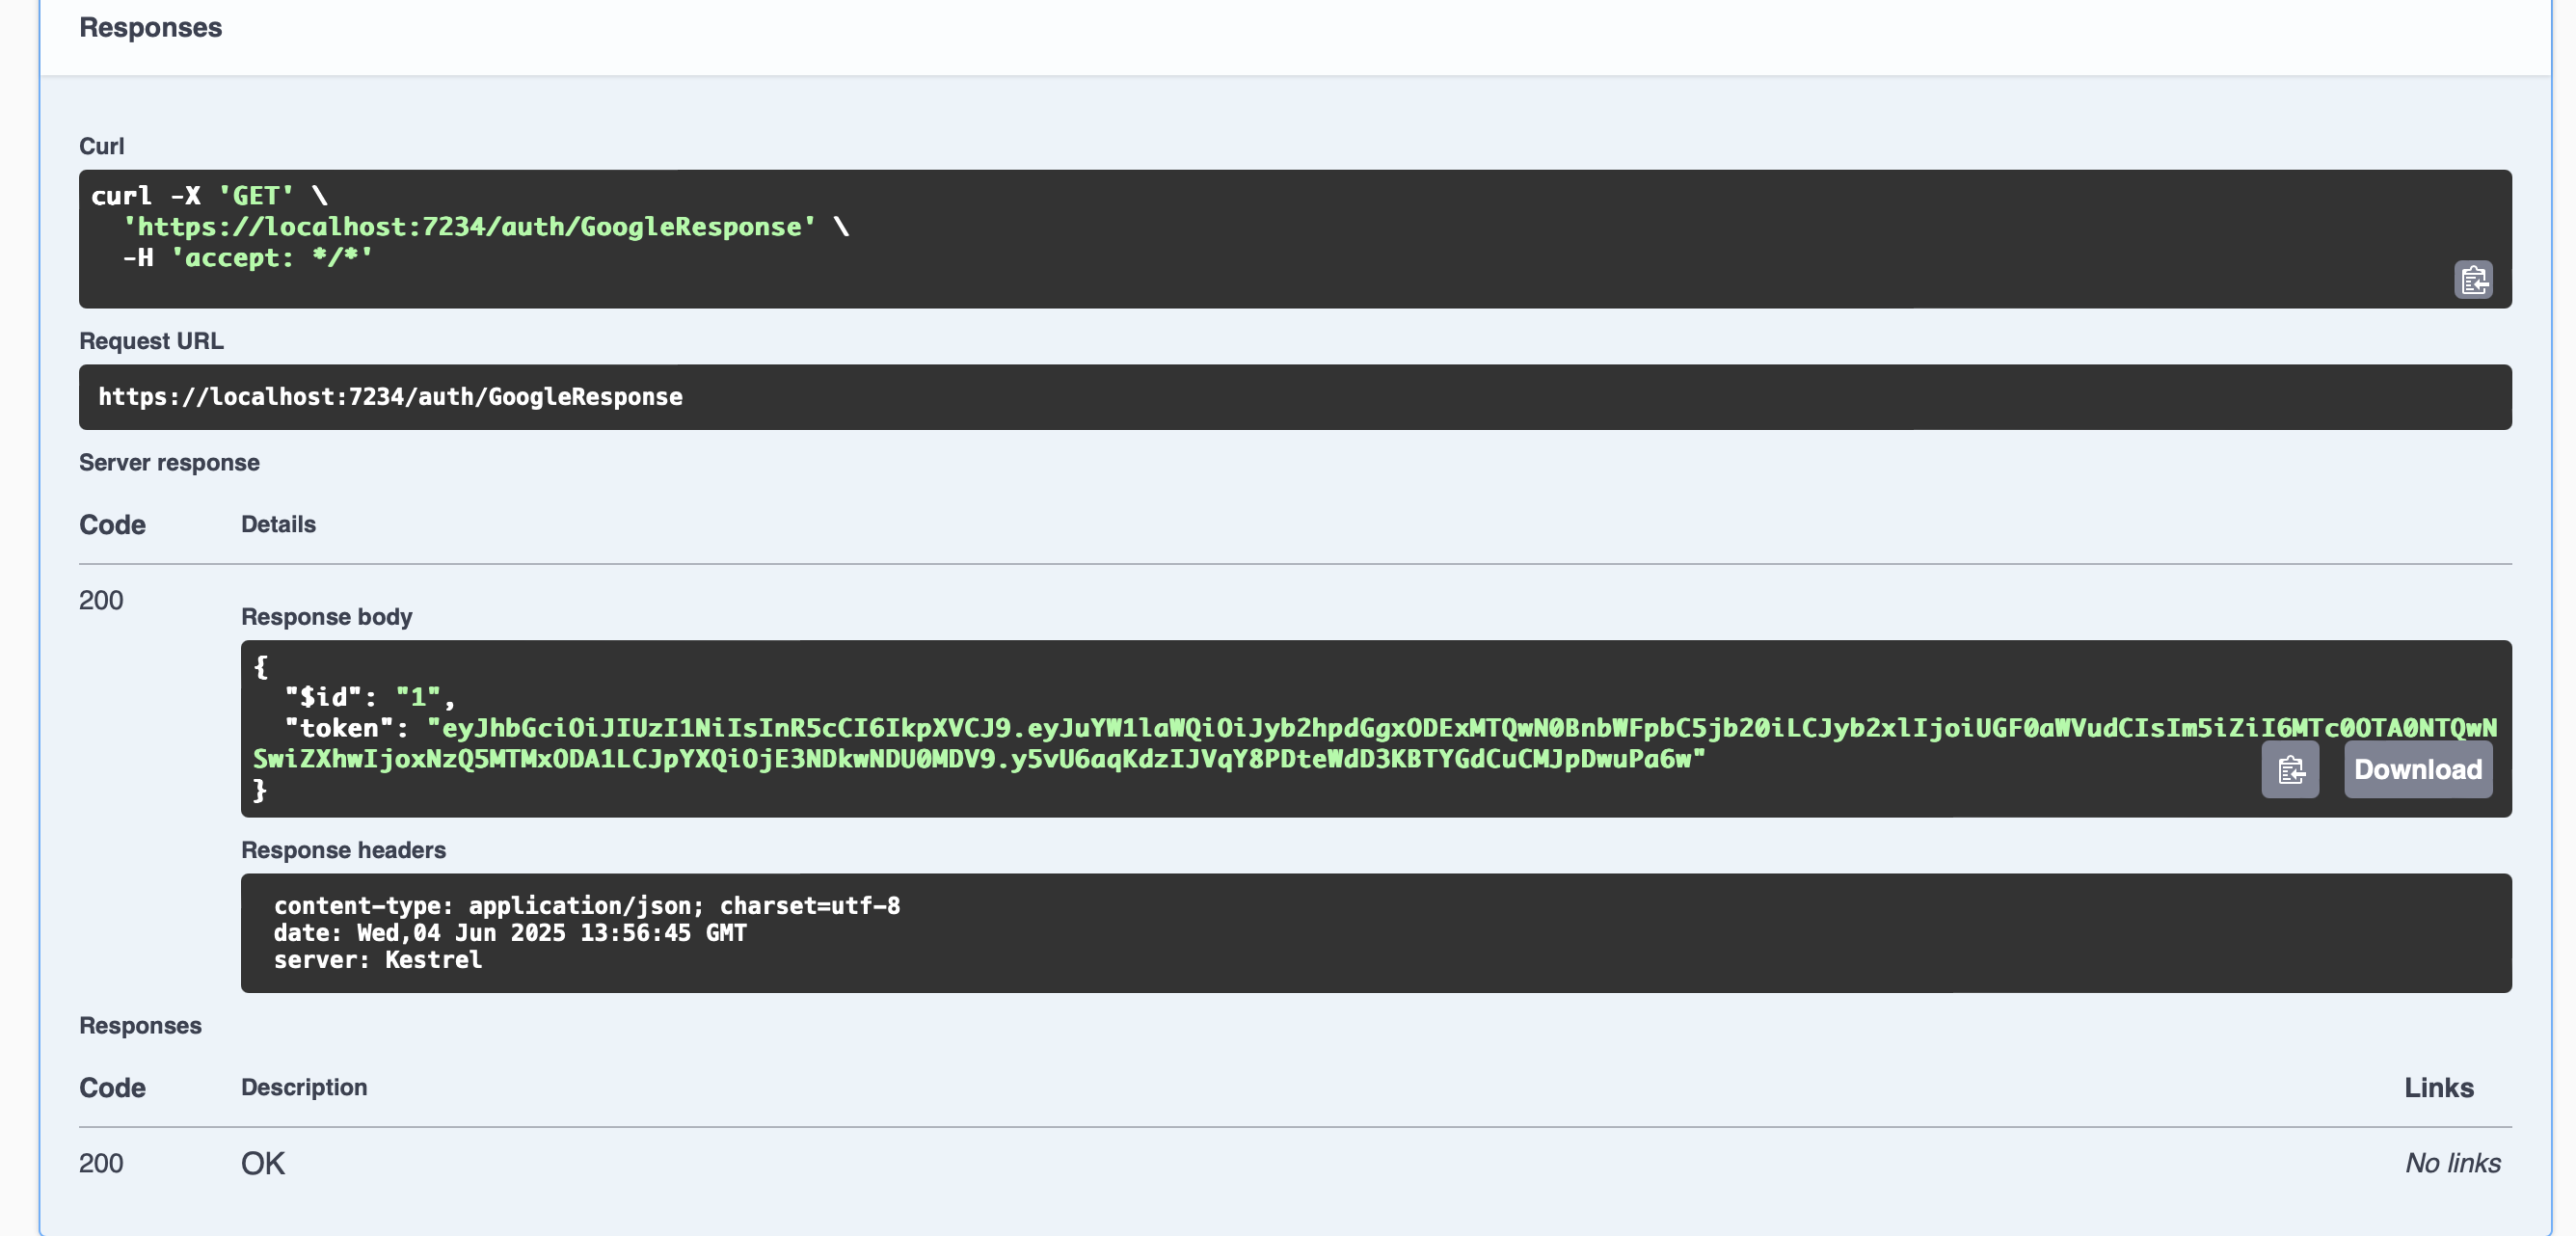 Responses
Curl
curl -X 'GET' \
  'https://localhost:7234/auth/GoogleResponse' \
  -H 'accept: */*'
Request URL
https://localhost:7234/auth/GoogleResponse
Server response
Code Details
200
Response body
{
  "$id": "1",
  "token": "eyJhbGciOiJIUzI1NiIsInR5cCI6IkpXVCJ9.eyJuYW1laWQiOiJyb2hpdGgxODExMTQwN0BnbWFpbC5jb20iLCJyb2xlIjoiUGF0aWVudCIsIm5iZiI6MTc0OTA0NTQwN
SwiZXhwIjoxNzQ5MTMxODA1LCJpYXQiOjE3NDkwNDU0MDV9.y5vU6aqKdzIJVqY8PDteWdD3KBTYGdCuCMJpDwuPa6w"
}
Download
Response headers
content-type: application/json; charset=utf-8
date: Wed,04 Jun 2025 13:56:45 GMT
server: Kestrel
Responses
Code Description Links
200 OK No links